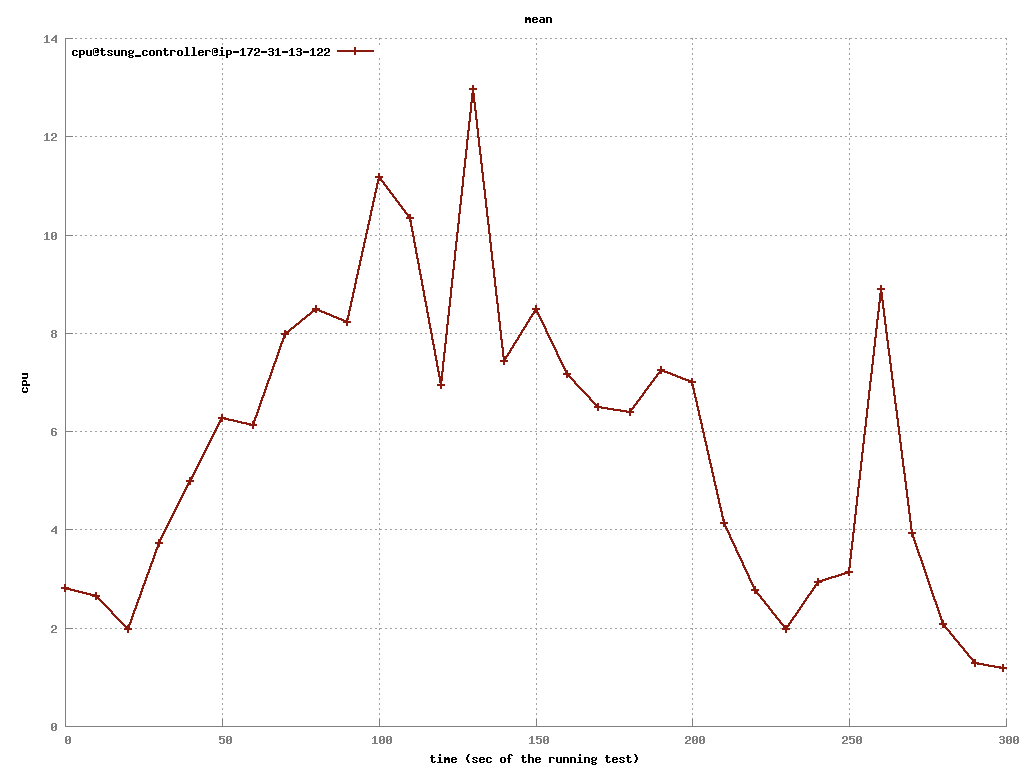 mean
14
cpu@tsung_controller@ip-172-31-13-122
12
10
8
cpu
6
4
2
0
0 50 100 150 200 250 300
time (sec of the running test)